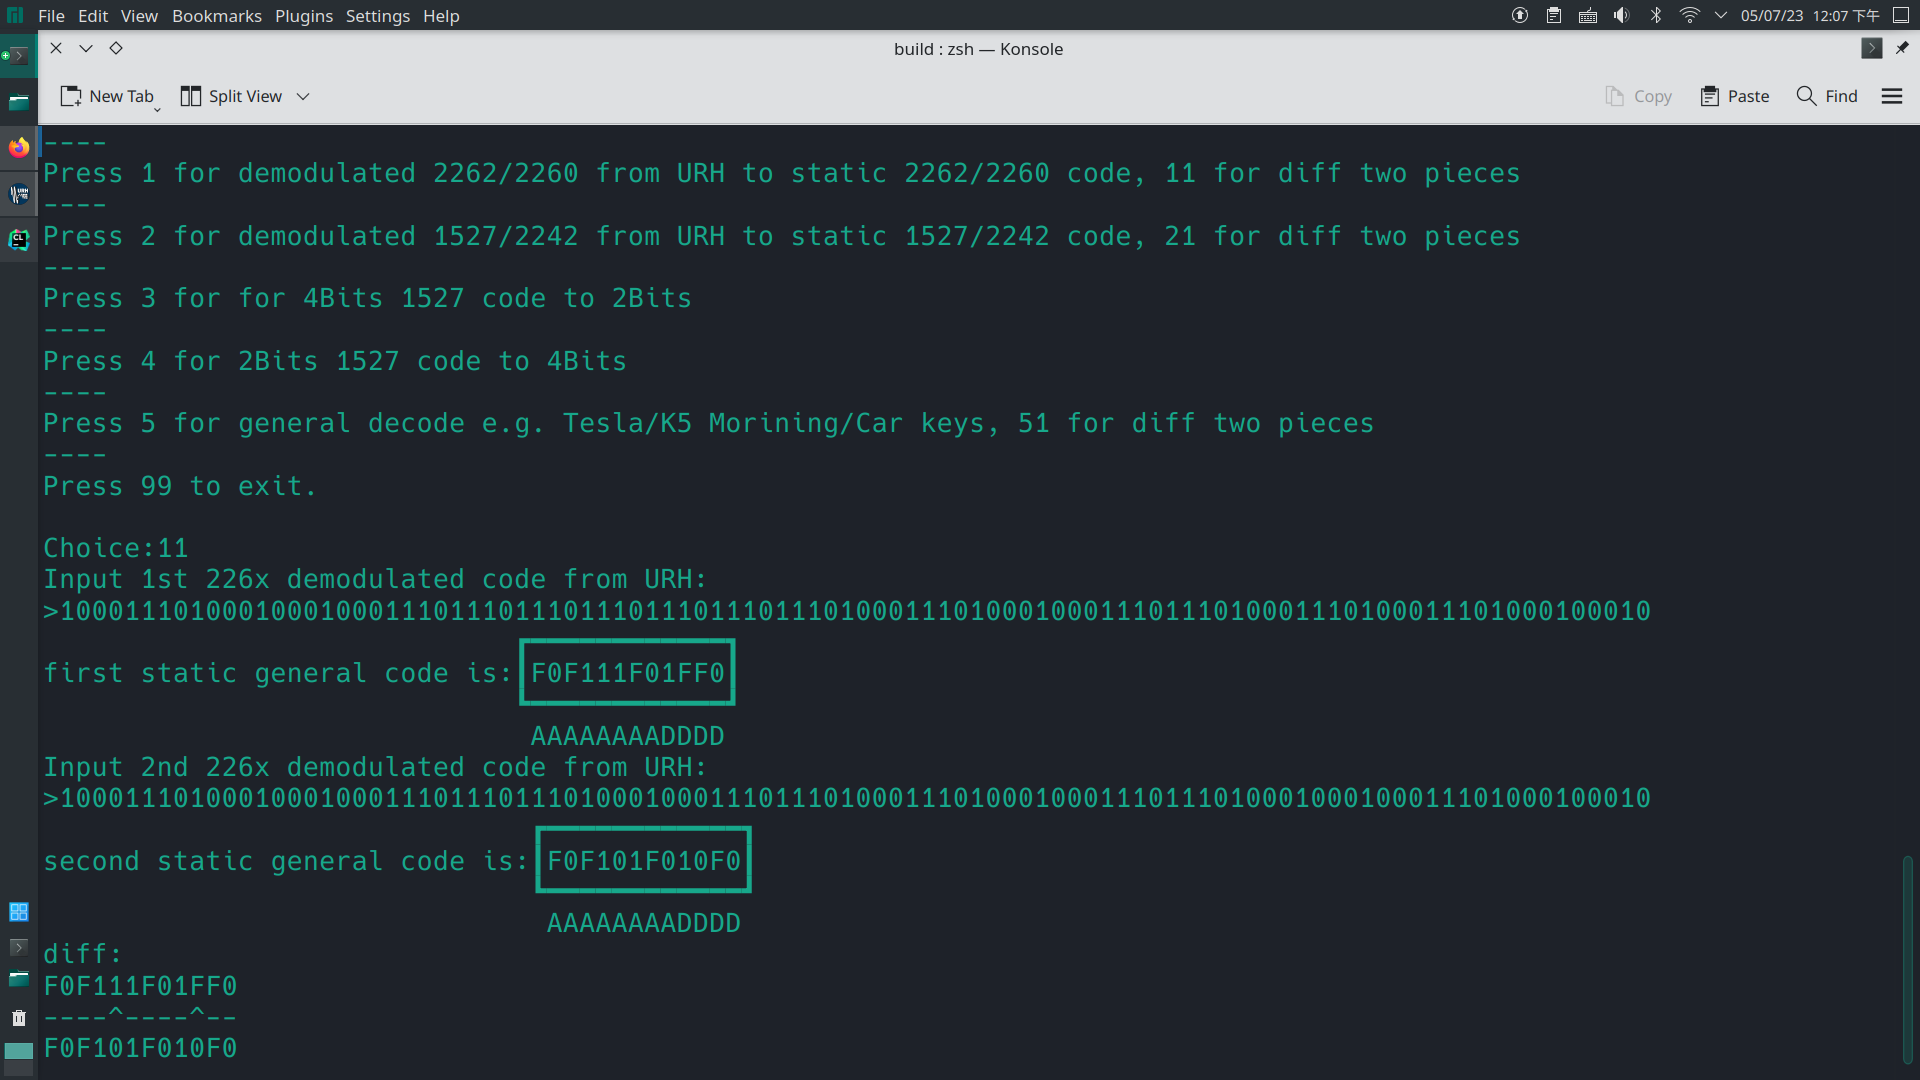 File Edit View Bookmarks Plugins Settings Help
05/07/23 12:07 下午
build : zsh — Konsole
New Tab Split View Copy Paste Find
----
Press 1 for demodulated 2262/2260 from URH to static 2262/2260 code, 11 for diff two pieces
----
Press 2 for demodulated 1527/2242 from URH to static 1527/2242 code, 21 for diff two pieces
----
Press 3 for for 4Bits 1527 code to 2Bits
----
Press 4 for 2Bits 1527 code to 4Bits
----
Press 5 for general decode e.g. Tesla/K5 Morining/Car keys, 51 for diff two pieces
----
Press 99 to exit.
Choice:11
Input 1st 226x demodulated code from URH:
>10001110100010001000111011101110111011101110111010001110100010001110111010001110100011101000100010
first static general code is: F0F111F01FF0
AAAAAAAADDDD
Input 2nd 226x demodulated code from URH:
>10001110100010001000111011101110100010001110111010001110100010001110111010001000100011101000100010
second static general code is: F0F101F010F0
AAAAAAAADDDD
diff:
F0F111F01FF0
----^----^--
F0F101F010F0